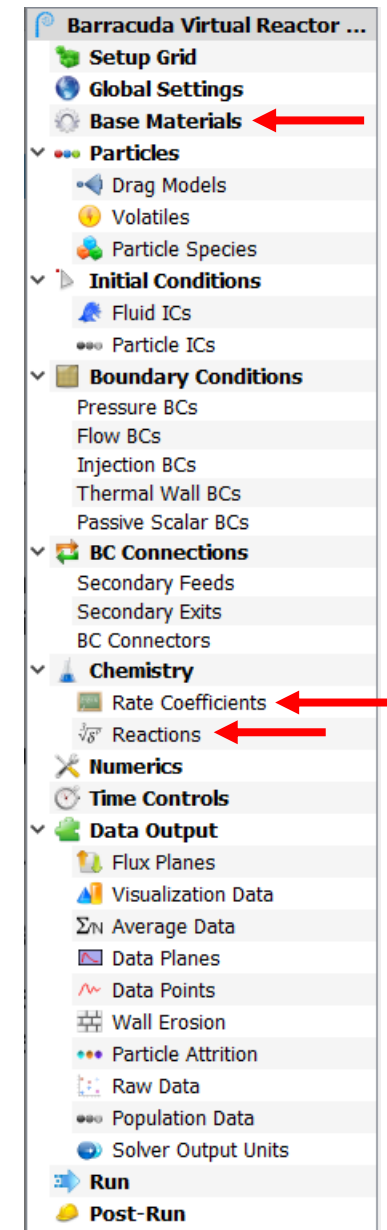 Barracuda Virtual Reactor ...
Setup Grid
Global Settings
Base Materials
Particles
Drag Models
Volatiles
Particle Species
Initial Conditions
Fluid ICs
Particle ICs
Boundary Conditions
Pressure BCs
Flow BCs
Injection BCs
Thermal Wall BCs
Passive Scalar BCs
BC Connections
Secondary Feeds
Secondary Exits
BC Connectors
Chemistry
Rate Coefficients
Reactions
Numerics
Time Controls
Data Output
Flux Planes
Visualization Data
Σ/N Average Data
Data Planes
Data Points
Wall Erosion
Particle Attrition
Raw Data
Population Data
Solver Output Units
Run
Post-Run